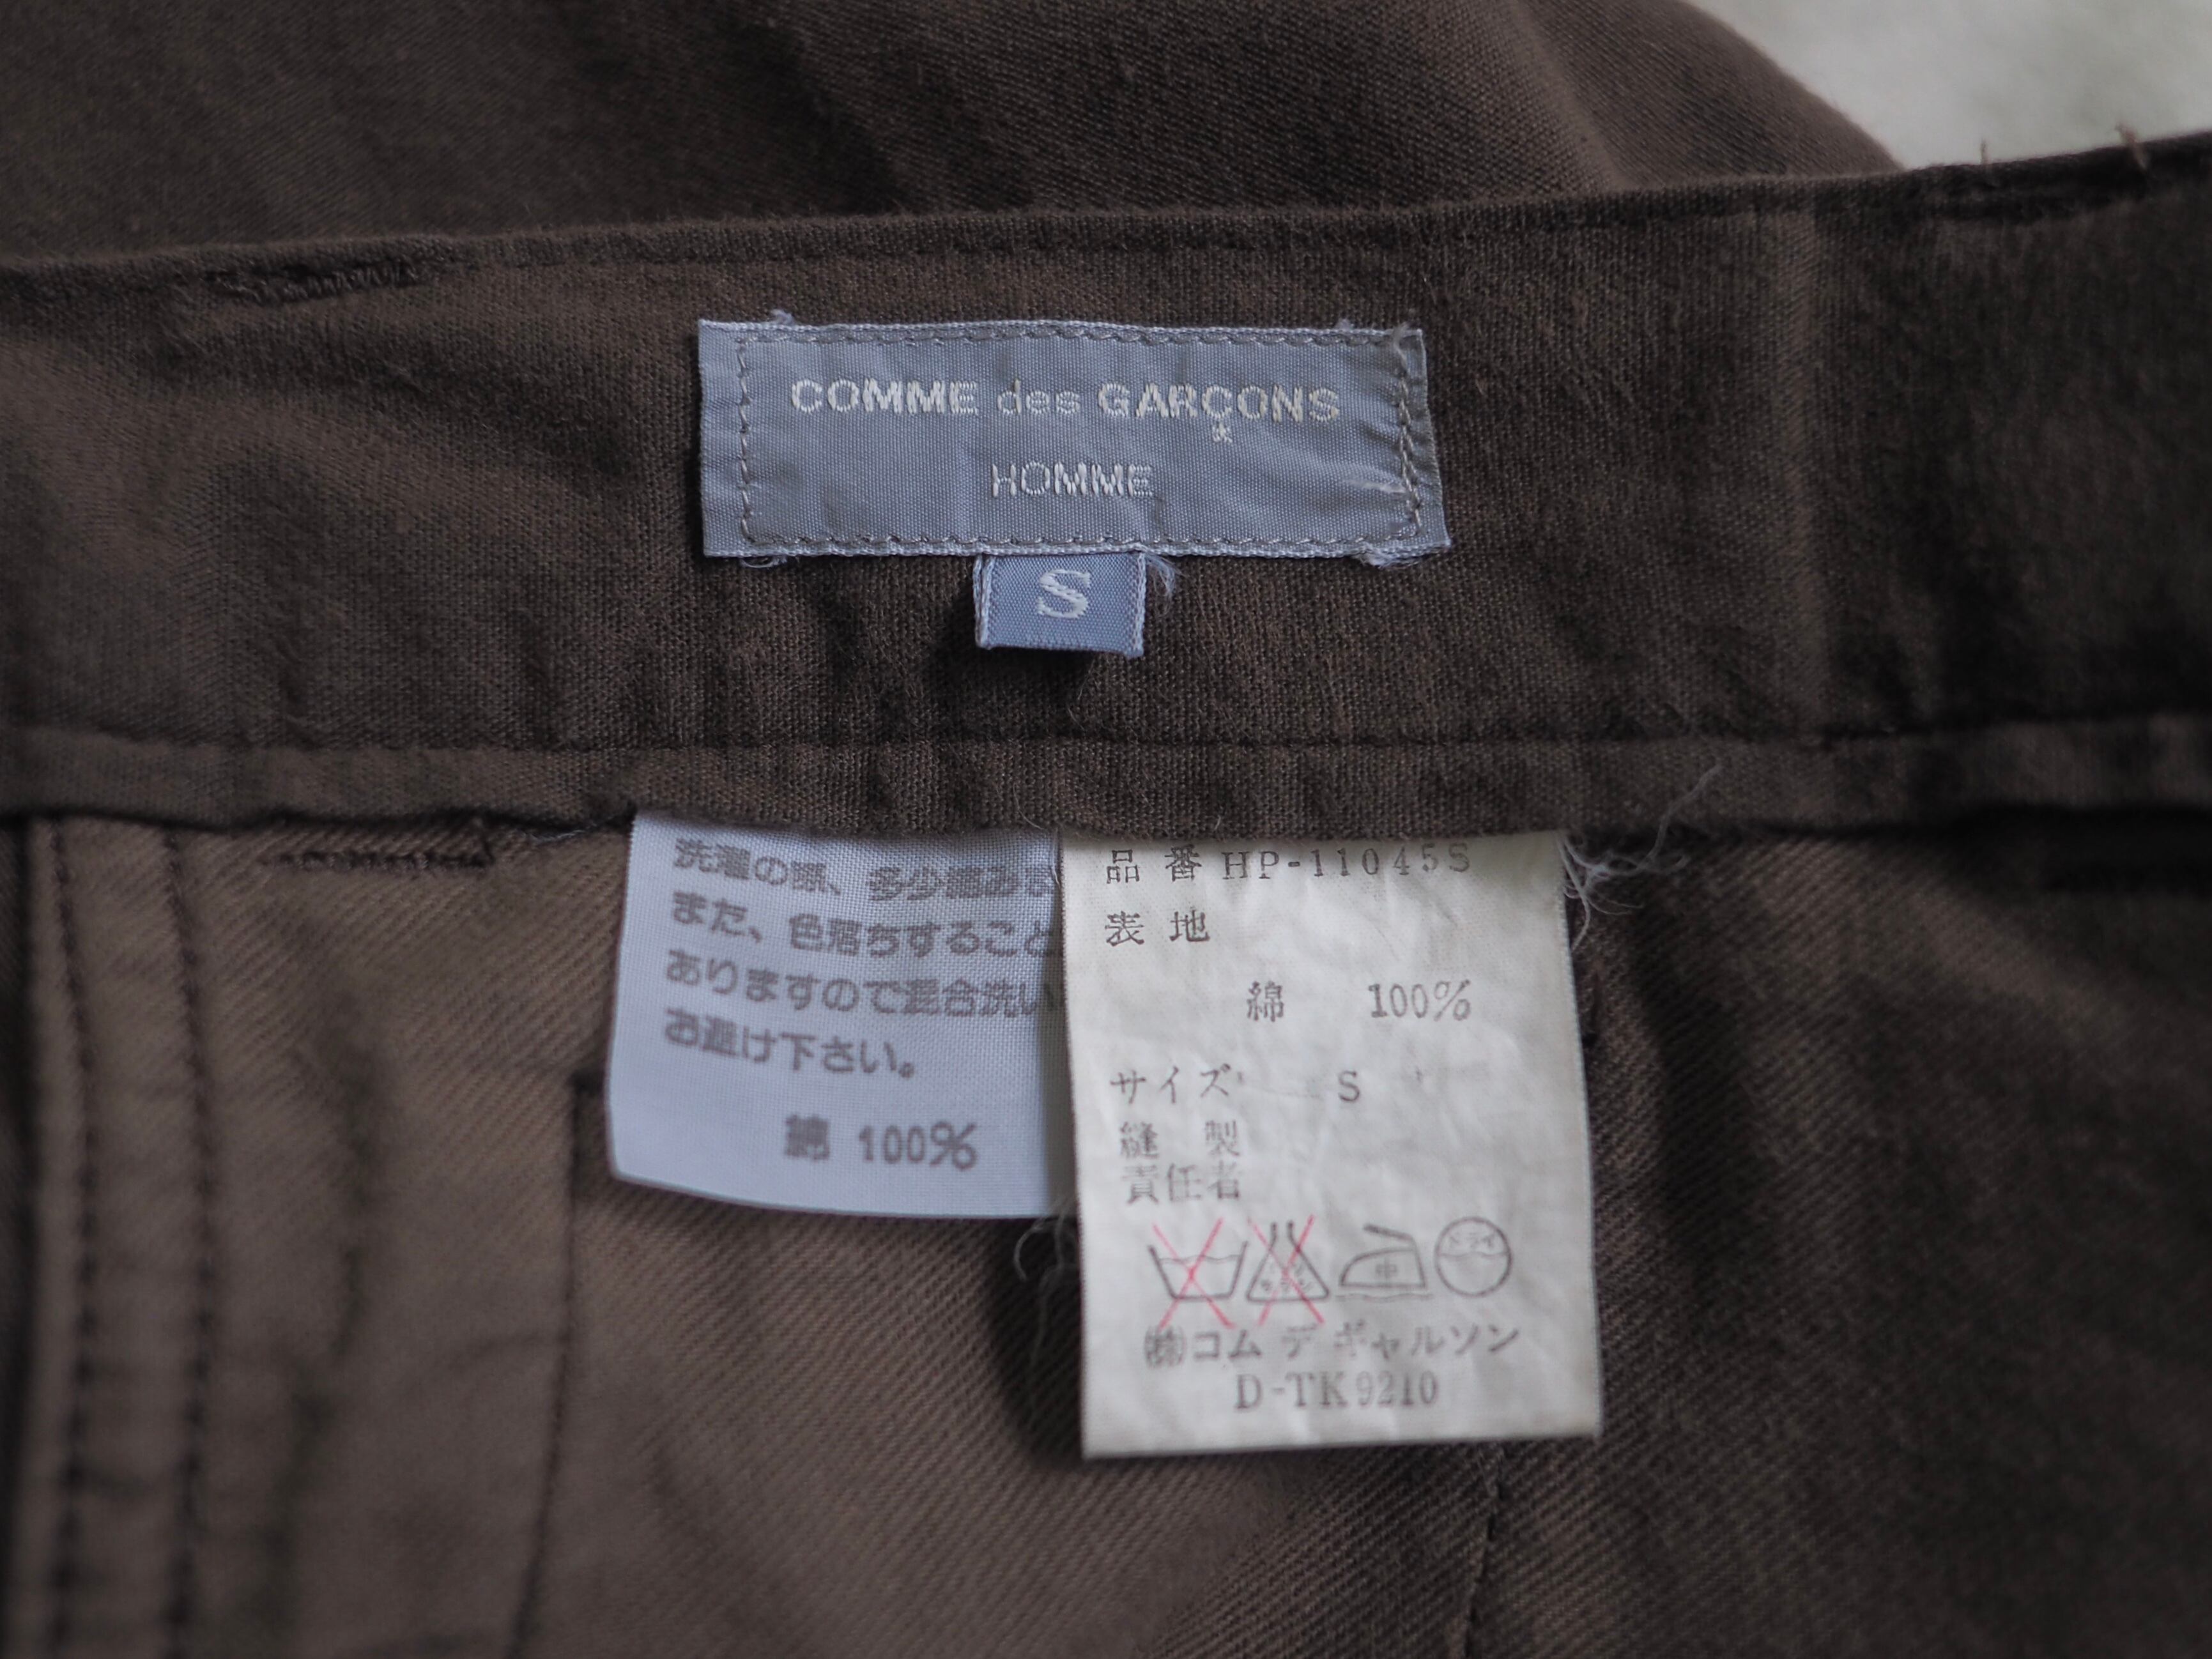 COMME des GARÇONS
HOMME
S
洗濯の際、多少縮みま
また、色落ちすること
ありますので混合洗い
お避け下さい。
綿 100%
品 番 HP-11045S
表 地
綿 100%
サイズ S
縫 製
責任者
中
ドライ
㈱コム デ ギャルソン
D-TK9210